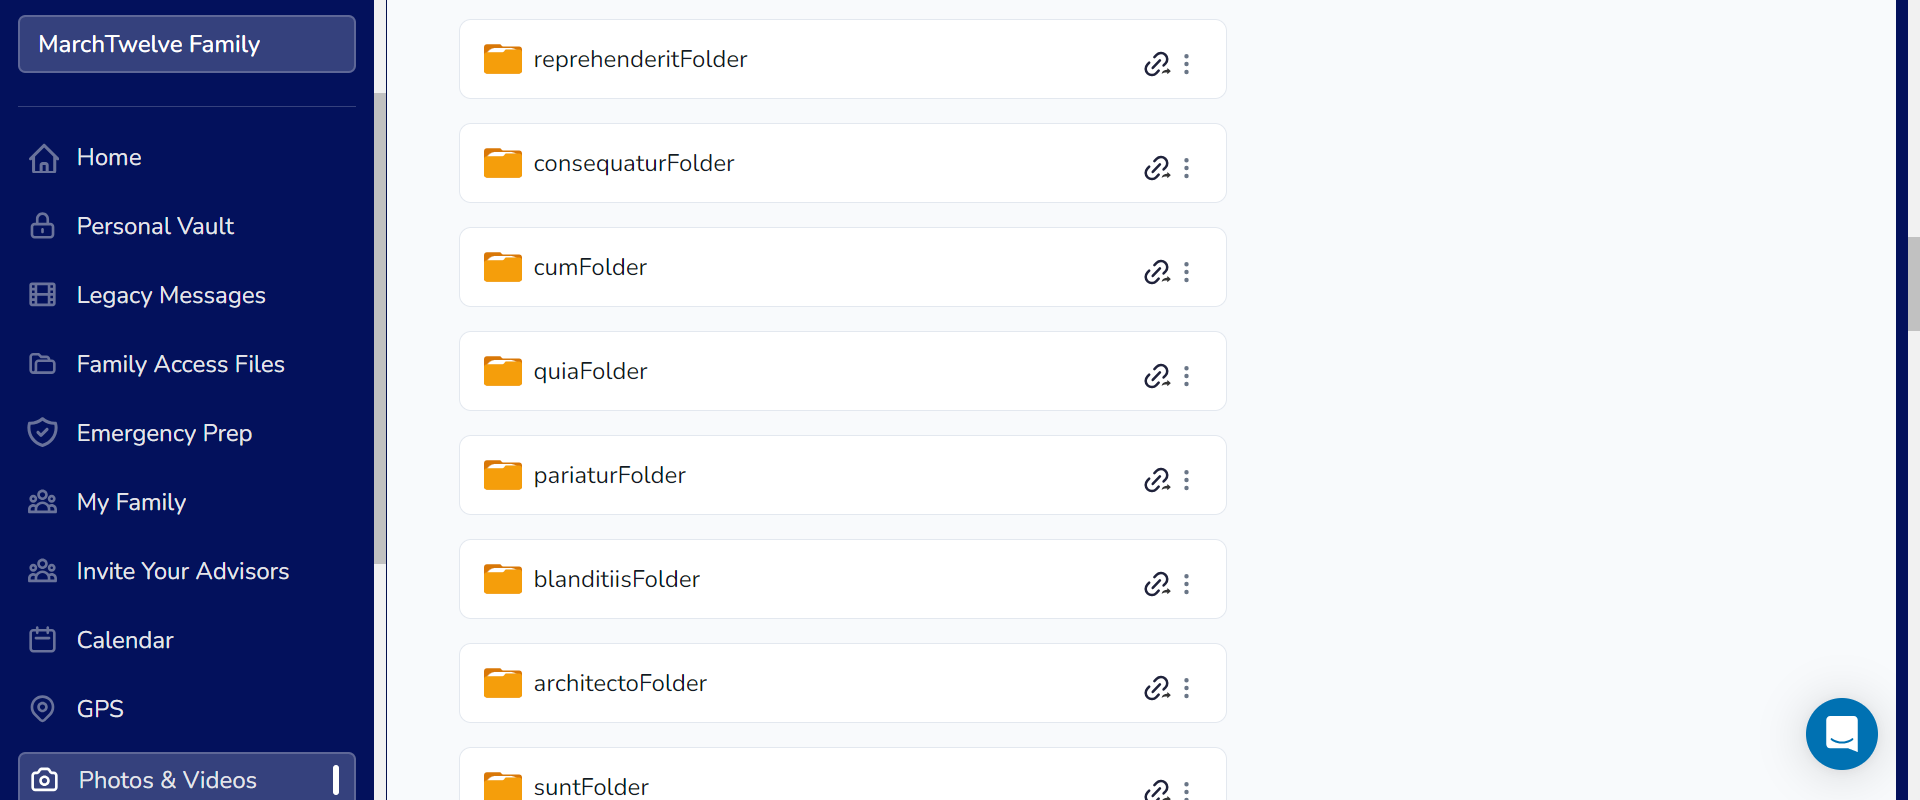 MarchTwelve Family
Home
Personal Vault
Legacy Messages
Family Access Files
Emergency Prep
My Family
Invite Your Advisors
Calendar
GPS
Photos & Videos
reprehenderitFolder
consequaturFolder
cumFolder
quiaFolder
pariaturFolder
blanditiisFolder
architectoFolder
suntFolder